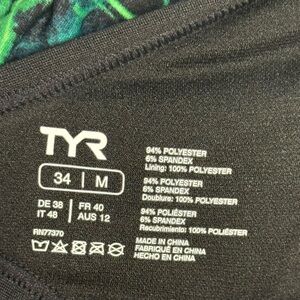 TYR
34 | M
DE 38 | FR 40
IT 48 | AUS 12
RN77370
94% POLYESTER
6% SPANDEX
Lining: 100% POLYESTER
94% POLYESTER
6% SPANDEX
Doublure: 100% POLYESTER
94% POLIÉSTER
6% SPANDEX
Recubrimiento: 100% POLIÉSTER
MADE IN CHINA
FABRIQUÉ EN CHINE
HECHO EN CHINA